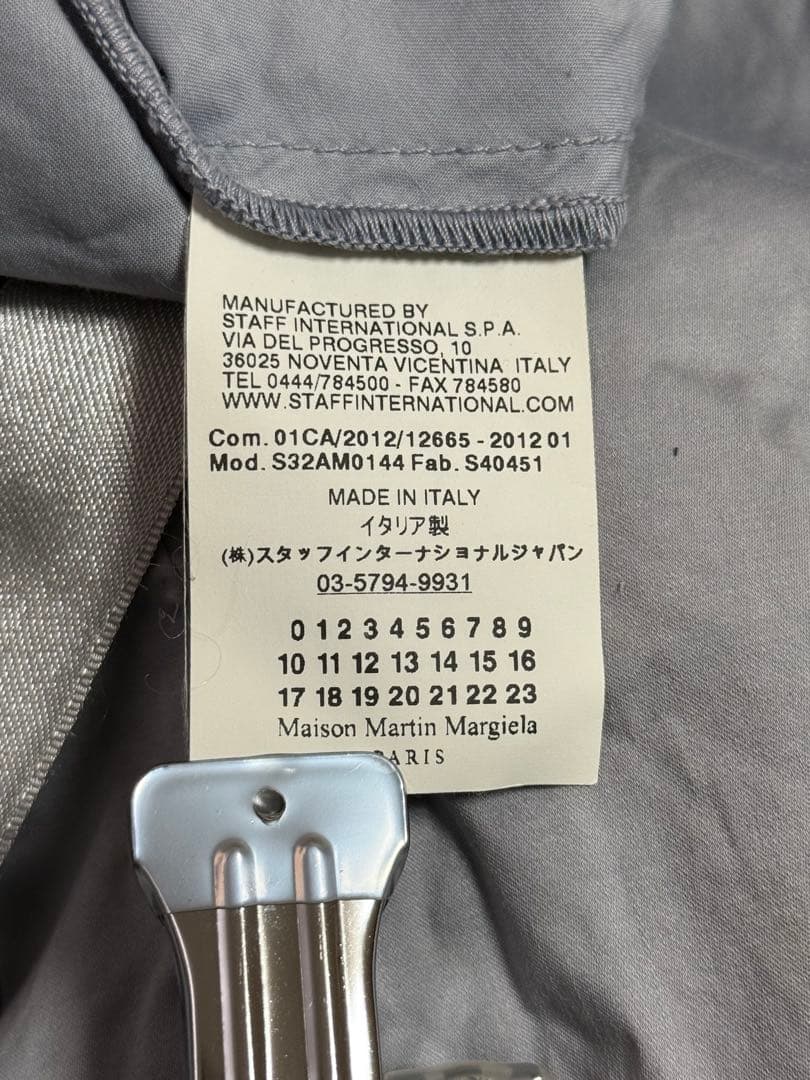 MANUFACTURED BY
STAFF INTERNATIONAL S.P.A.
VIA DEL PROGRESSO, 10
36025 NOVENTA VICENTINA ITALY
TEL 0444/784500 - FAX 784580
WWW.STAFFINTERNATIONAL.COM
Com. 01CA/2012/12665 - 2012 01
Mod. S32AM0144 Fab. S40451
MADE IN ITALY
イタリア製
(株)スタッフインターナショナルジャパン
03-5794-9931
0 1 2 3 4 5 6 7 8 9
10 11 12 13 14 15 16
17 18 19 20 21 22 23
Maison Martin Margiela
PARIS